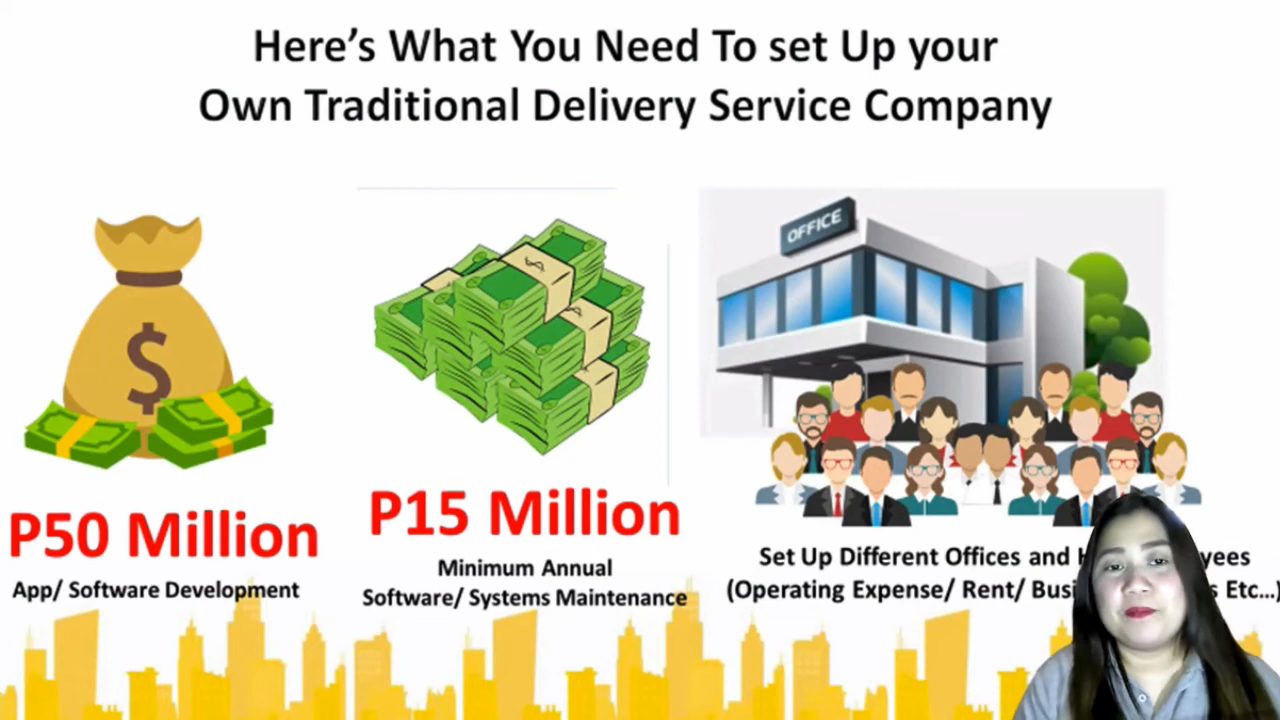 Here's What You Need To set Up your
Own Traditional Delivery Service Company
OFFICE
P50 Million
App/ Software Development
P15 Million
Minimum Annual
Software/ Systems Maintenance
Set Up Different Offices and
(Operating Expense/ Rent/ Etc...)